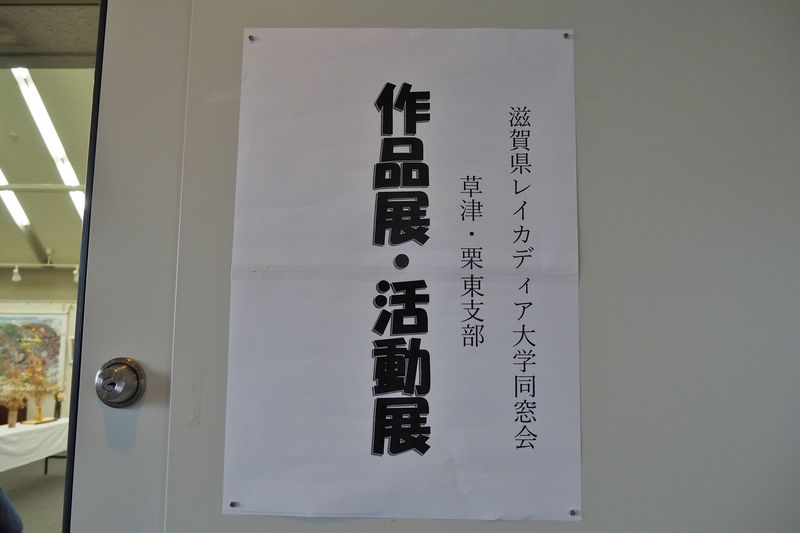 滋賀県レイカディア大学同窓会
草津・栗東支部
作品展・活動展